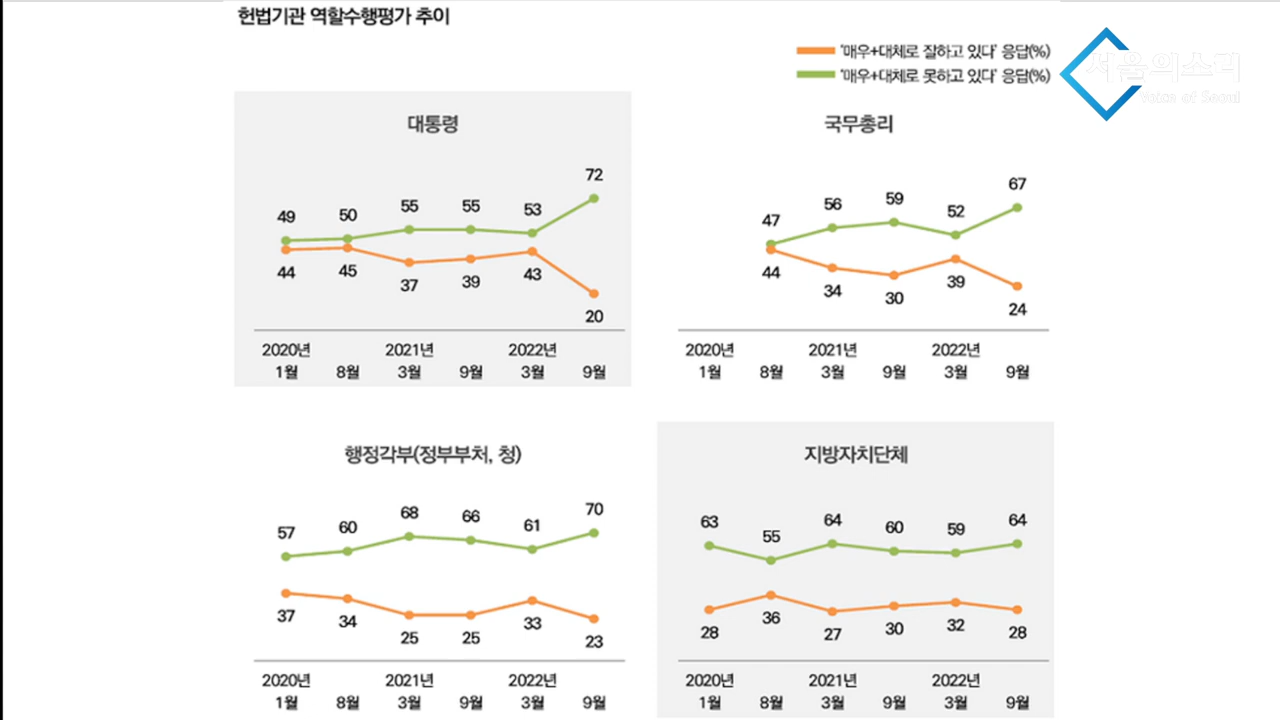 헌법기관 역할수행평가 추이
'매우+대체로 잘하고 있다' 응답(%)
'매우+대체로 못하고 있다' 응답(%)
서울의소리
Voice of Seoul
대통령
72
49 50 55 55 53
44 45 37 39 43
20
2020년 2021년 2022년
1월 8월 3월 9월 3월 9월
국무총리
67
47 56 59 52
44 34 30 39
24
2020년 2021년 2022년
1월 8월 3월 9월 3월 9월
행정각부(정부부처, 청)
57 60 68 66 61 70
37 34 25 25 33 23
2020년 2021년 2022년
1월 8월 3월 9월 3월 9월
지방자치단체
63 55 64 60 59 64
28 36 27 30 32 28
2020년 2021년 2022년
1월 8월 3월 9월 3월 9월